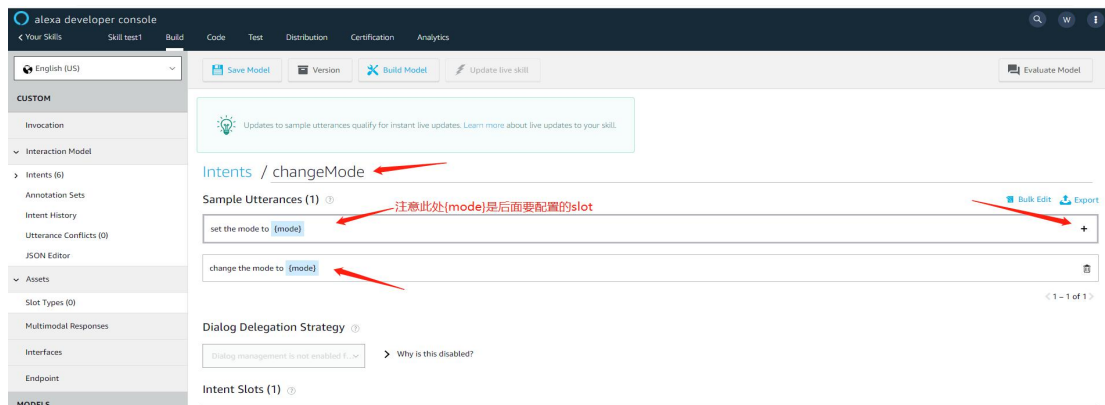 alexa developer console
W
Your Skills Skill test1 Build Code Test Distribution Certification Analytics
English (US)
Save Model Version Build Model Update live skill Evaluate Model
CUSTOM
Invocation
Updates to sample utterances qualify for instant live updates. Learn more about live updates to your skill.
Interaction Model
Intents (6)
Intents / changeMode
Annotation Sets
Sample Utterances (1)
注意此处{mode}是后面要配置的slot
Bulk Edit Export
Intent History
set the mode to {mode}
Utterance Conflicts (0)
JSON Editor
change the mode to {mode}
Assets
Slot Types (0)
< 1 – 1 of 1 >
Multimodal Responses
Dialog Delegation Strategy
Interfaces
Dialog management is not enabled f...
Why is this disabled?
Endpoint
Intent Slots (1)
MODELS